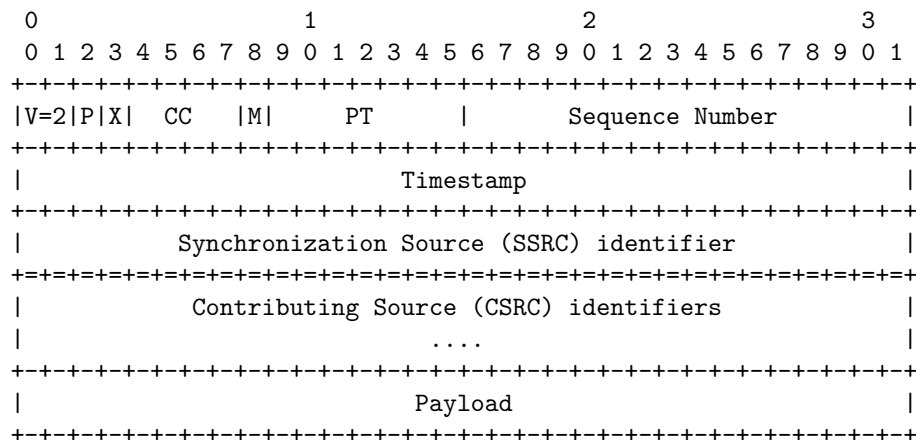 0                   1                   2                   3
0 1 2 3 4 5 6 7 8 9 0 1 2 3 4 5 6 7 8 9 0 1 2 3 4 5 6 7 8 9 0 1
+-+-+-+-+-+-+-+-+-+-+-+-+-+-+-+-+-+-+-+-+-+-+-+-+-+-+-+-+-+-+-+-+
|V=2|P|X|  CC   |M|     PT      |       Sequence Number         |
+-+-+-+-+-+-+-+-+-+-+-+-+-+-+-+-+-+-+-+-+-+-+-+-+-+-+-+-+-+-+-+-+
|                           Timestamp                           |
+-+-+-+-+-+-+-+-+-+-+-+-+-+-+-+-+-+-+-+-+-+-+-+-+-+-+-+-+-+-+-+-+
|           Synchronization Source (SSRC) identifier            |
+=+=+=+=+=+=+=+=+=+=+=+=+=+=+=+=+=+=+=+=+=+=+=+=+=+=+=+=+=+=+=+=+
|            Contributing Source (CSRC) identifiers             |
|                             ....                              |
+-+-+-+-+-+-+-+-+-+-+-+-+-+-+-+-+-+-+-+-+-+-+-+-+-+-+-+-+-+-+-+-+
|                            Payload                            |
+-+-+-+-+-+-+-+-+-+-+-+-+-+-+-+-+-+-+-+-+-+-+-+-+-+-+-+-+-+-+-+-+